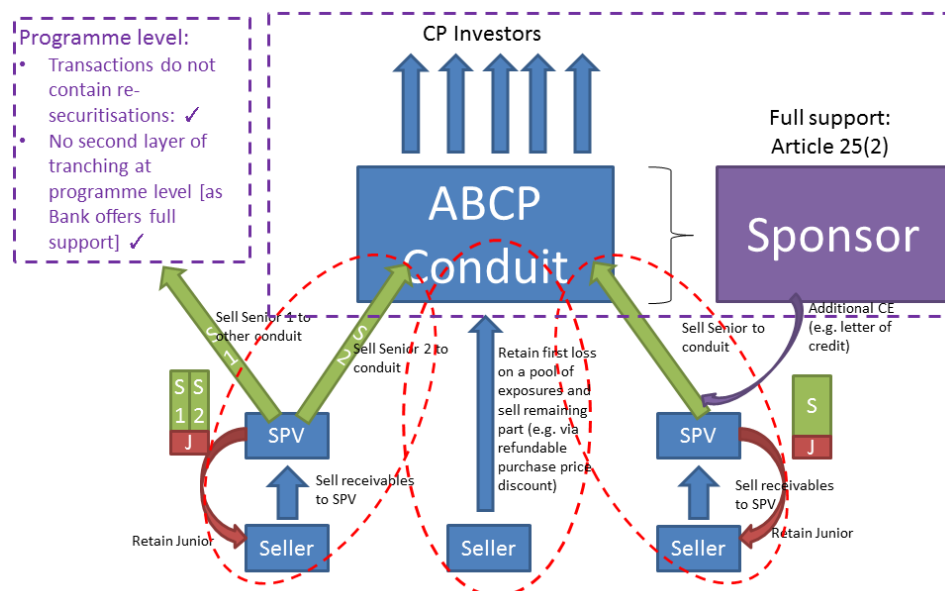 Programme level:
• Transactions do not
contain re-
securitisations: ✓
• No second layer of
tranching at
programme level [as
Bank offers full
support] ✓
CP Investors
Full support:
Article 25(2)
ABCP
Conduit
Sponsor
Additional CE
(e.g. letter of
credit)
Sell Senior 1 to
other conduit
S 1
Sell Senior 2 to
conduit
S 2
Retain first loss
on a pool of
exposures and
sell remaining
part (e.g. via
refundable
purchase price
discount)
Sell Senior to
conduit
S S
1 2
J
SPV
SPV
S
J
Sell receivables
to SPV
Sell receivables
to SPV
Retain Junior
Seller
Seller
Seller
Retain Junior